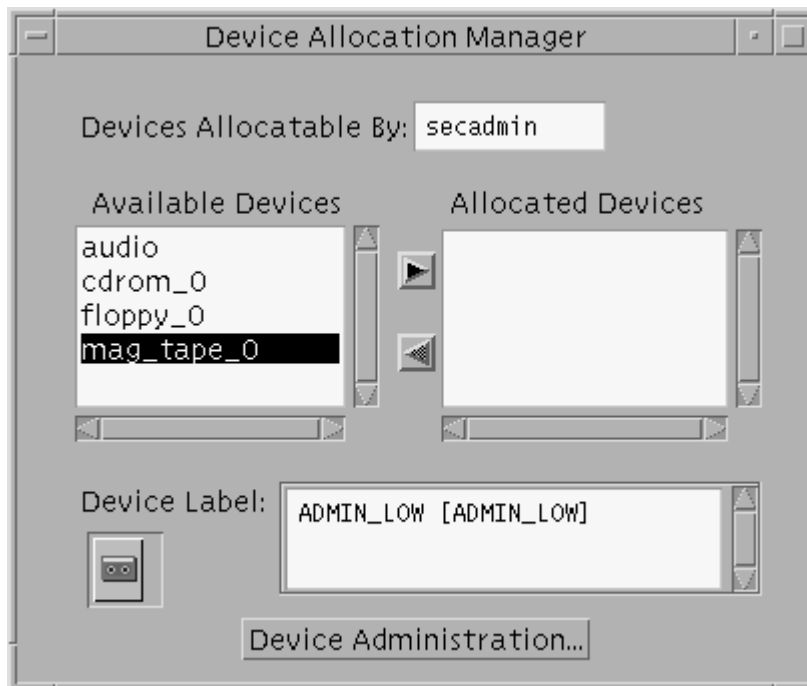 Device Allocation Manager
Devices Allocatable By: secadmin
Available Devices
Allocated Devices
audio
cdrom_0
floppy_0
mag_tape_0
Device Label:
ADMIN_LOW [ADMIN_LOW]
Device Administration...